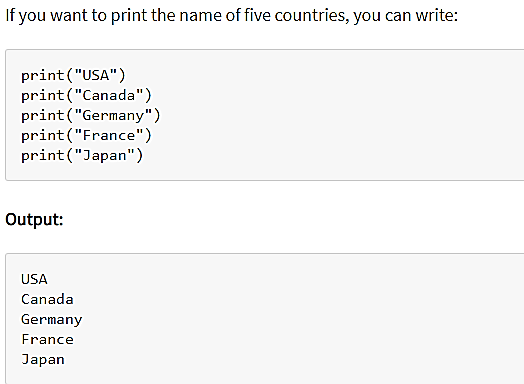 If you want to print the name of five countries, you can write:
print("USA")
print("Canada")
print("Germany")
print("France")
print("Japan")
Output:
USA
Canada
Germany
France
Japan